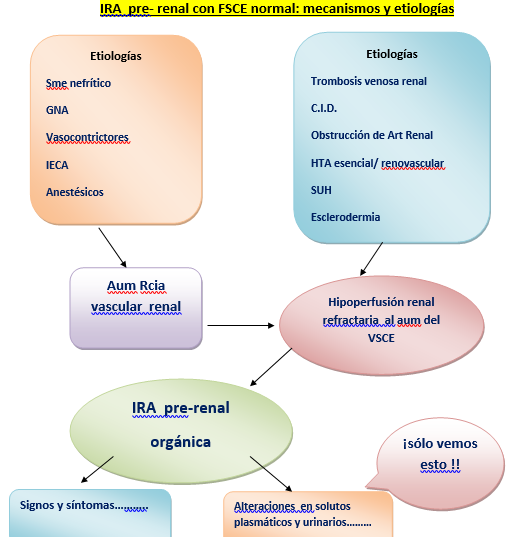 IRA pre- renal con FSCE normal: mecanismos y etiologías
Etiologías
Sme nefrítico
GNA
Vasocontrictores
IECA
Anestésicos
Etiologías
Trombosis venosa renal
C.I.D.
Obstrucción de Art Renal
HTA esencial/ renovascular
SUH
Esclerodermia
Aum Rcia
vascular renal
Hipoperfusión renal
refractaria al aum del
VSCE
IRA pre-renal
orgánica
¡sólo vemos
esto !!
Signos y síntomas..........
Alteraciones en solutos
plasmáticos y urinarios.........